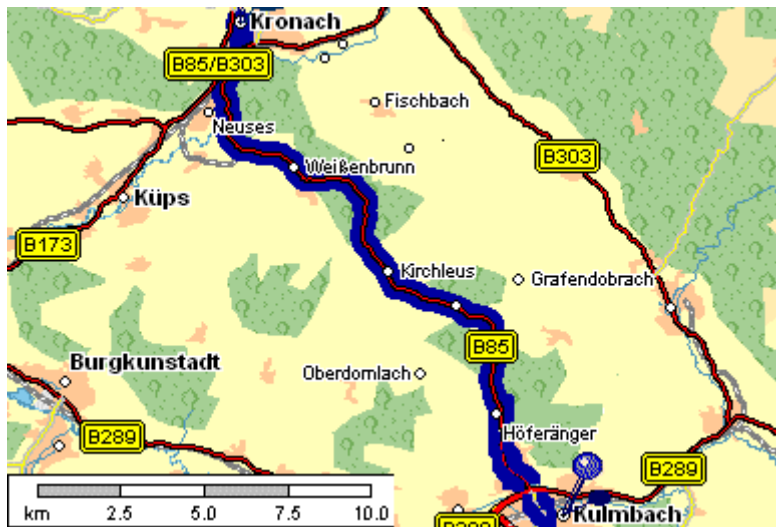 Kronach
B85/B303
Fischbach
Neuses
B303
Weißenbrunn
Küps
B173
Kirchleus
Grafendobrach
B85
Burgkunstadt
Oberdornlach
Höferänger
B289
B289
km 2.5 5.0 7.5 10.0
Kulmbach